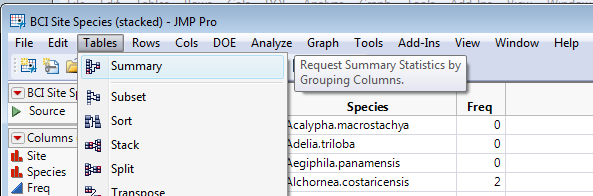 BCI Site Species (stacked) - JMP Pro
File Edit Tables Rows Cols DOE Analyze Graph Tools Add-Ins View Window Help
Summary
Request Summary Statistics by
Grouping Columns.
BCI Site Sp
Subset
Species Freq
Source
Sort
Acalypha.macrostachya 0
Adelia.triloba 0
Columns (
Stack
Site
Aegiphila.panamensis 0
Species
Split
Alchornea.costaricensis 2
Freq
Transpose